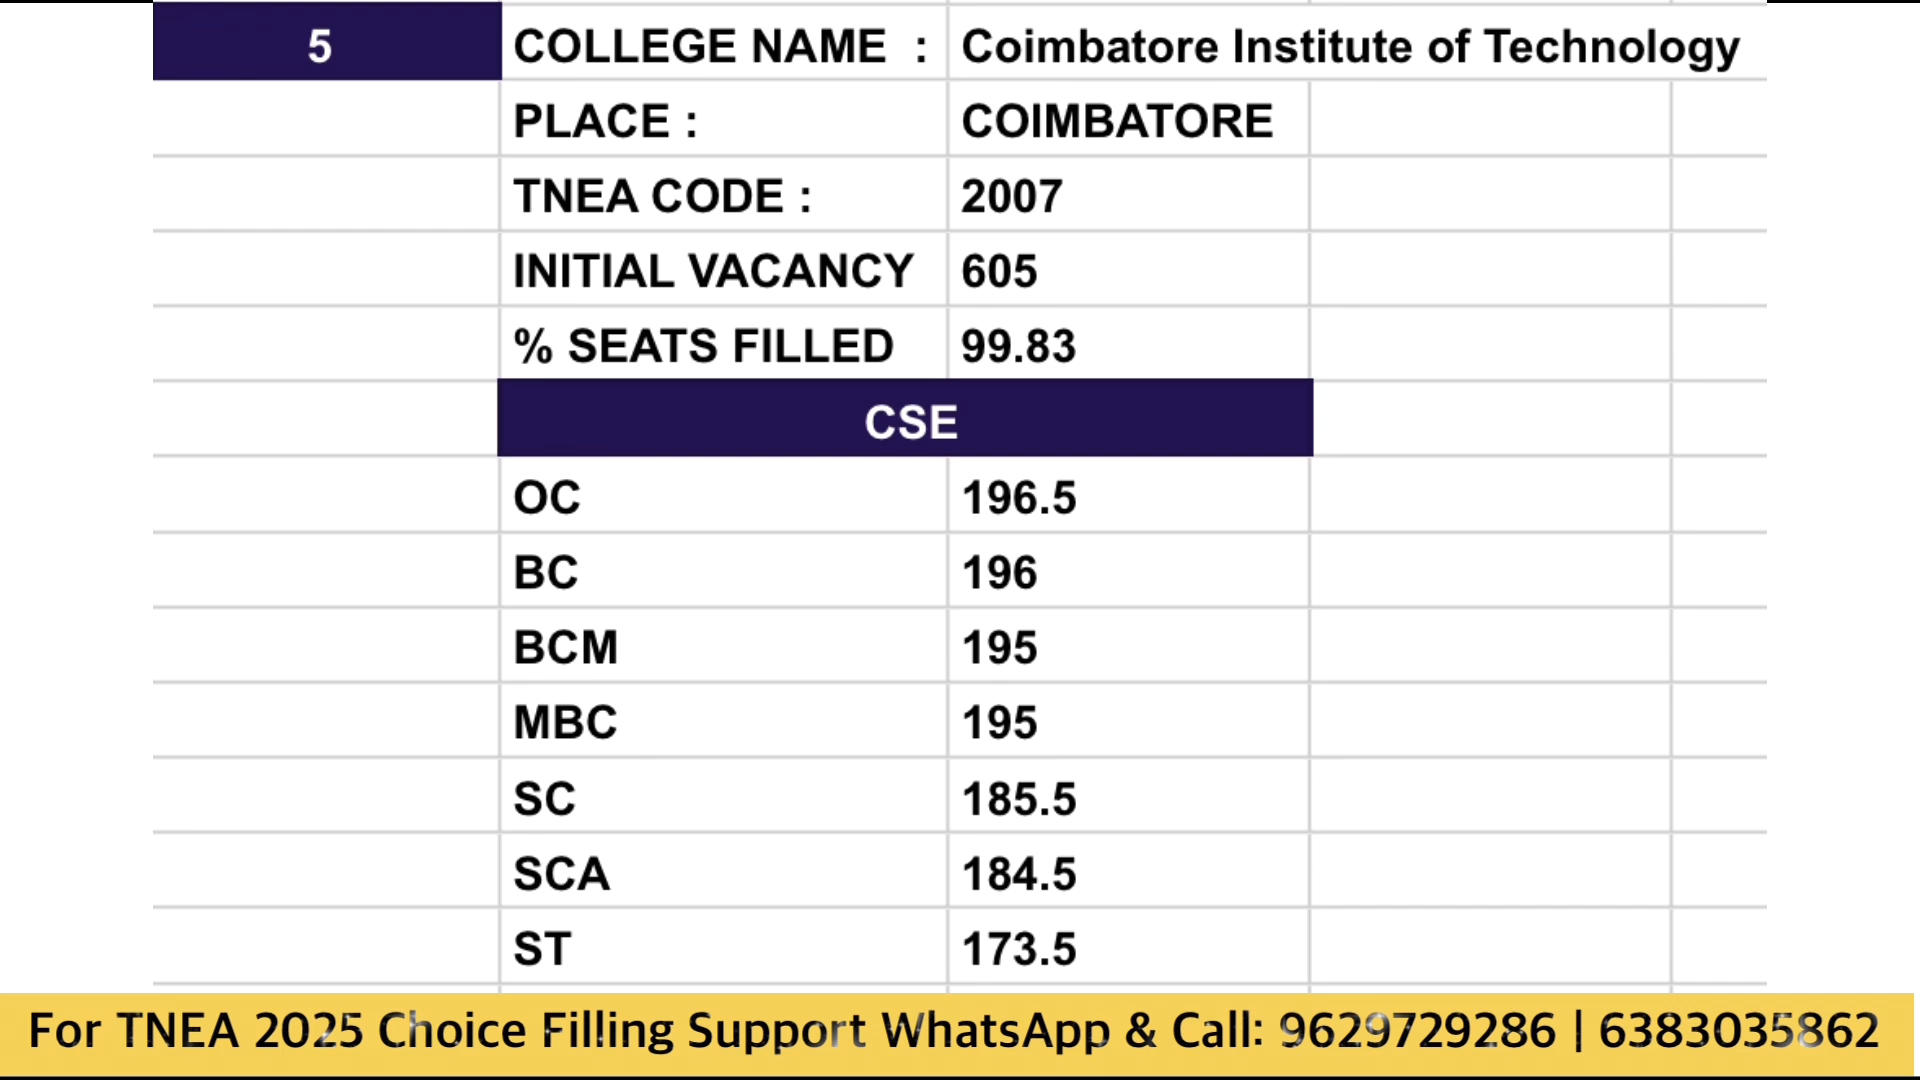 5 COLLEGE NAME : Coimbatore Institute of Technology
PLACE : COIMBATORE
TNEA CODE : 2007
INITIAL VACANCY 605
% SEATS FILLED 99.83
CSE
OC 196.5
BC 196
BCM 195
MBC 195
SC 185.5
SCA 184.5
ST 173.5
For TNEA 2025 Choice Filling Support WhatsApp & Call: 9629729286 | 6383035862